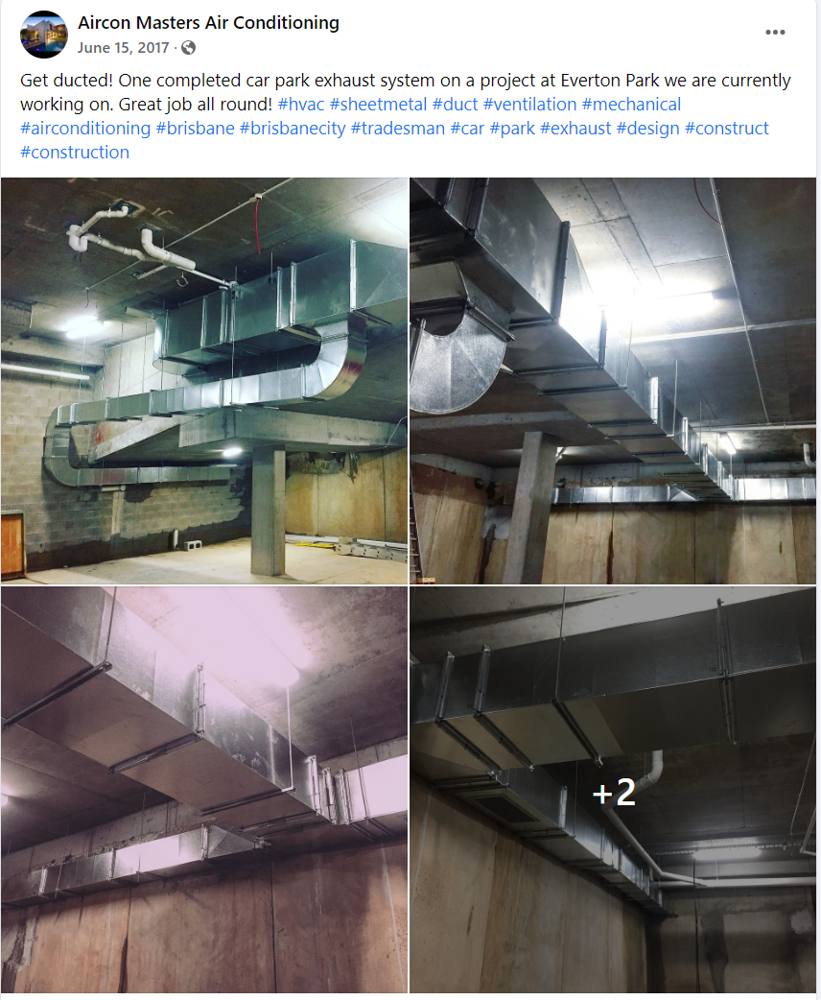 Aircon Masters Air Conditioning
June 15, 2017 ·
Get ducted! One completed car park exhaust system on a project at Everton Park we are currently
working on. Great job all round! #hvac #sheetmetal #duct #ventilation #mechanical
#airconditioning #brisbane #brisbanecity #tradesman #car #park #exhaust #design #construct
#construction
+2